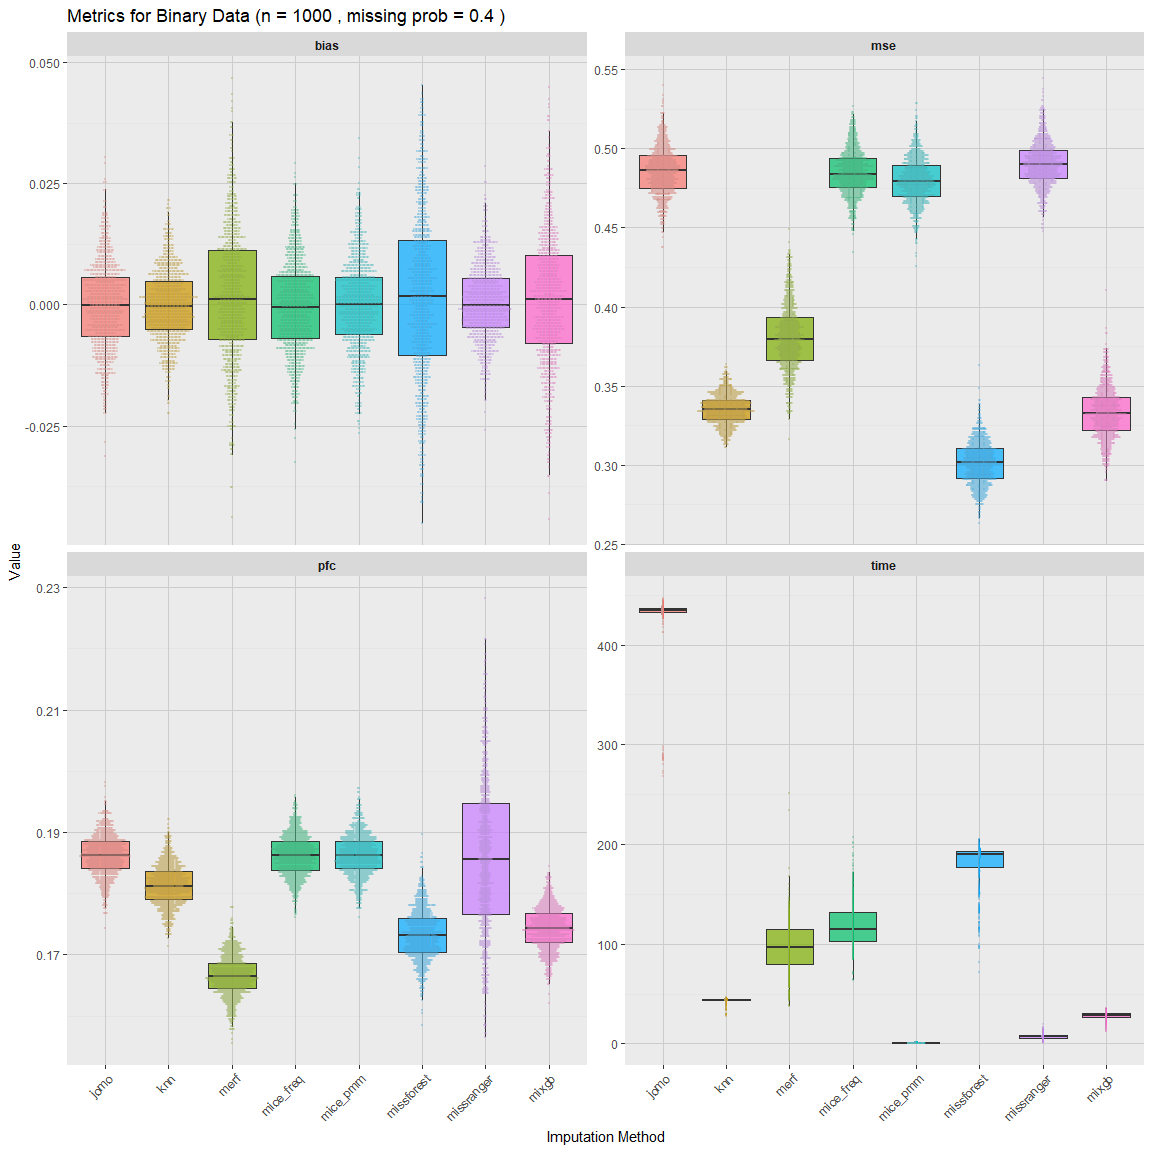 Metrics for Binary Data (n = 1000 , missing prob = 0.4 )
bias
mse
0.050
0.025
0.000
-0.025
0.55
0.50
0.45
0.40
0.35
0.30
0.25
Value
pfc
time
0.23
0.21
0.19
0.17
400
300
200
100
0
jomo
knn
merf
mice_freq
mice_pmm
missforest
missranger
mixgb
jomo
knn
merf
mice_freq
mice_pmm
missforest
missranger
mixgb
Imputation Method